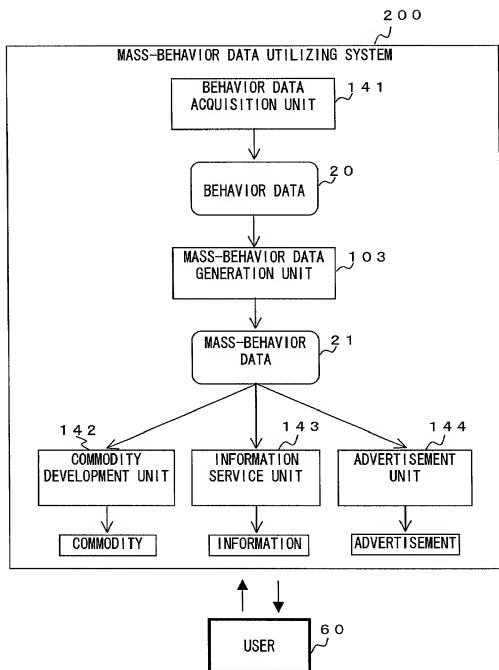 200
MASS-BEHAVIOR DATA UTILIZING SYSTEM
BEHAVIOR DATA
ACQUISITION UNIT
141
BEHAVIOR DATA
20
MASS-BEHAVIOR DATA
GENERATION UNIT
103
MASS-BEHAVIOR
DATA
21
142
COMMODITY
DEVELOPMENT UNIT
143
INFORMATION
SERVICE UNIT
144
ADVERTISEMENT
UNIT
COMMODITY
INFORMATION
ADVERTISEMENT
USER
60